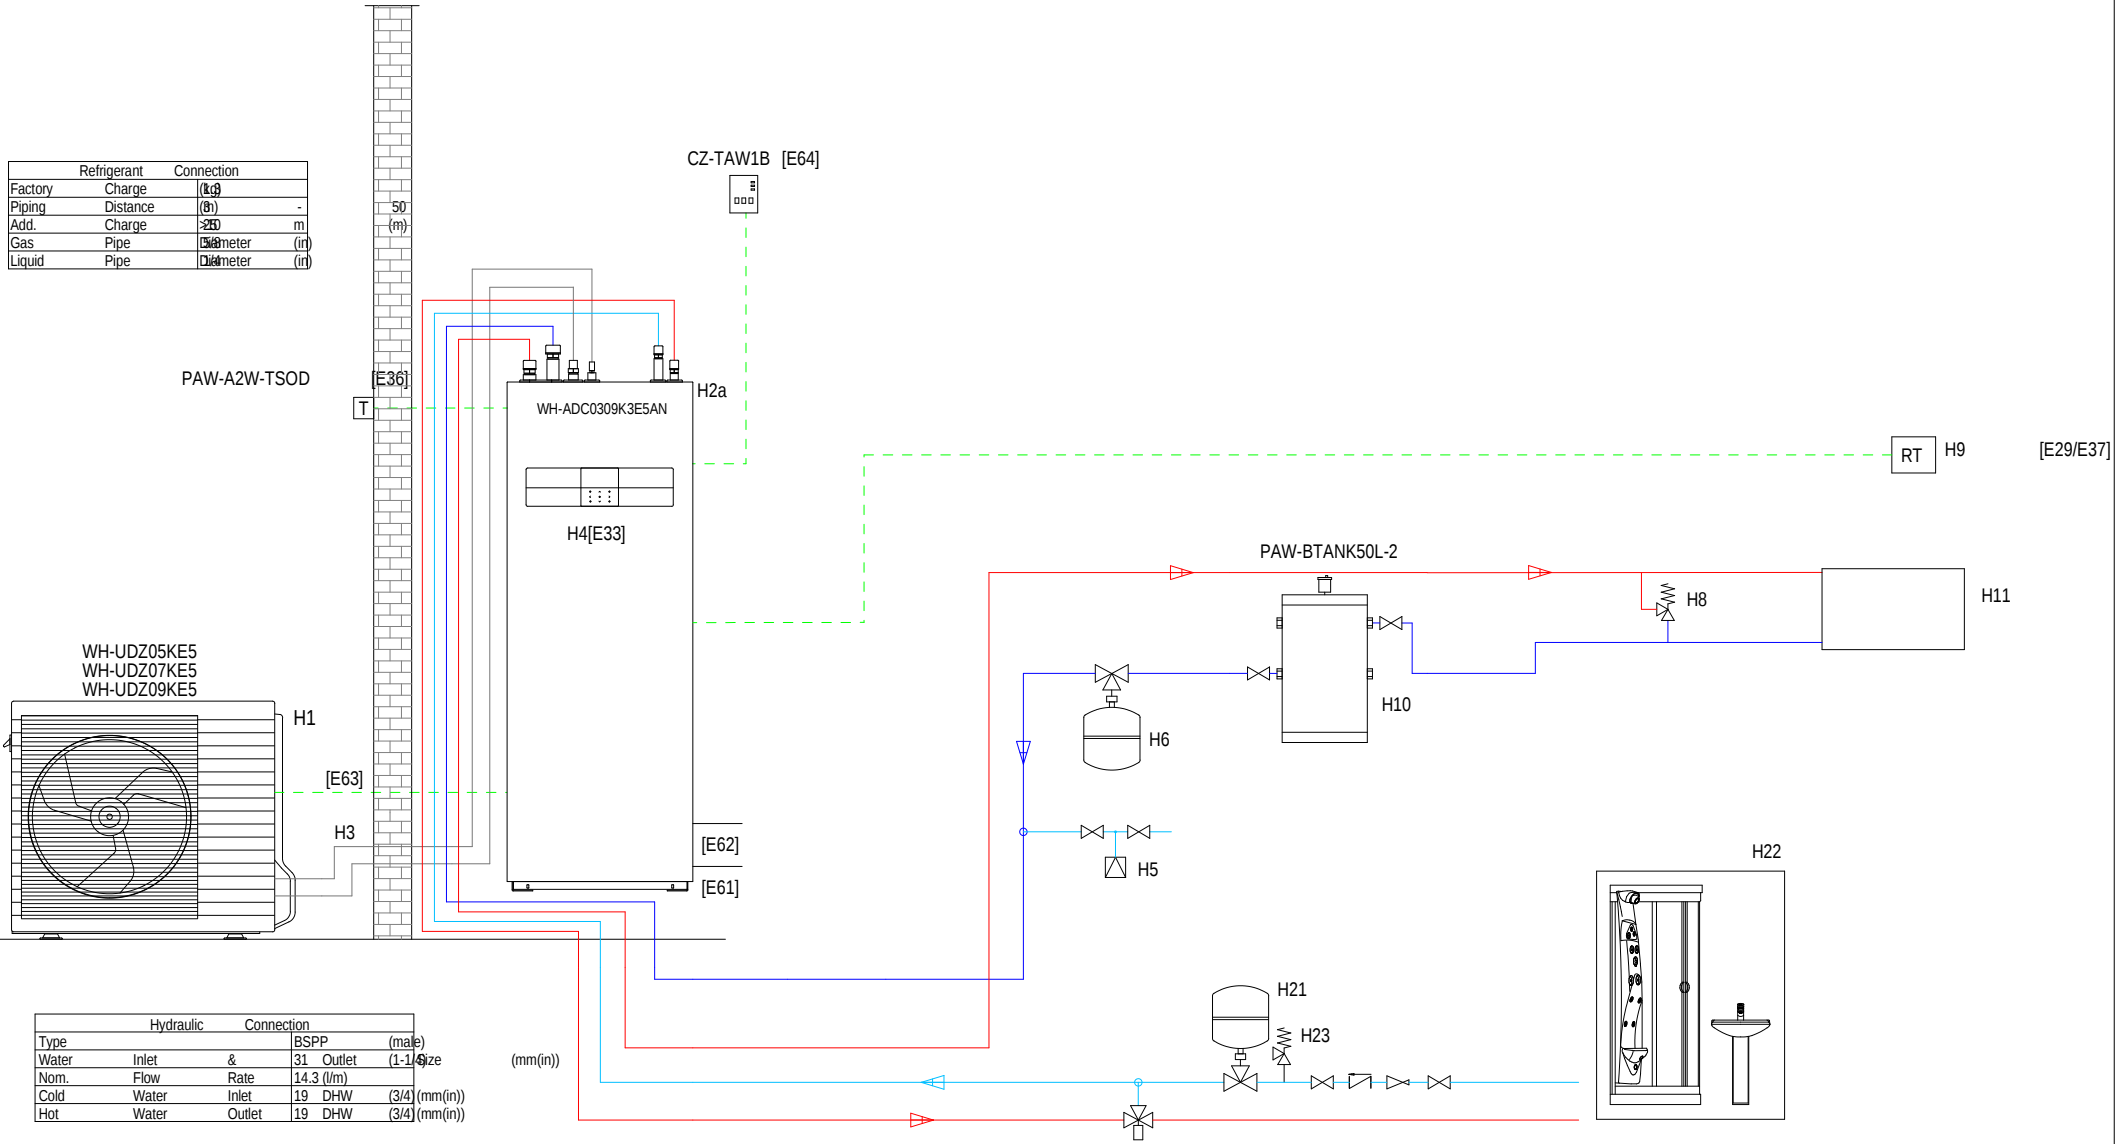 CZ-TAW1B [E64]
Refrigerant Connection
Factory Charge (kg)
Piping Distance (m) - 50 (m)
Add. Charge m
Gas Pipe Diameter (in)
Liquid Pipe Diameter (in)
PAW-A2W-TSOD [E36]
T
H2a
WH-ADC0309K3E5AN
RT H9 [E29/E37]
H4[E33]
PAW-BTANK50L-2
H8
H11
WH-UDZ05KE5
WH-UDZ07KE5
WH-UDZ09KE5
H1
H10
H6
[E63]
H3
[E62]
H5
H22
[E61]
H21
Hydraulic Connection
Type BSPP (male)
Water Inlet & 31 Outlet (1-1/4) Size (mm(in))
Nom. Flow Rate 14.3 (l/m)
Cold Water Inlet 19 DHW (3/4) (mm(in))
Hot Water Outlet 19 DHW (3/4) (mm(in))
H23